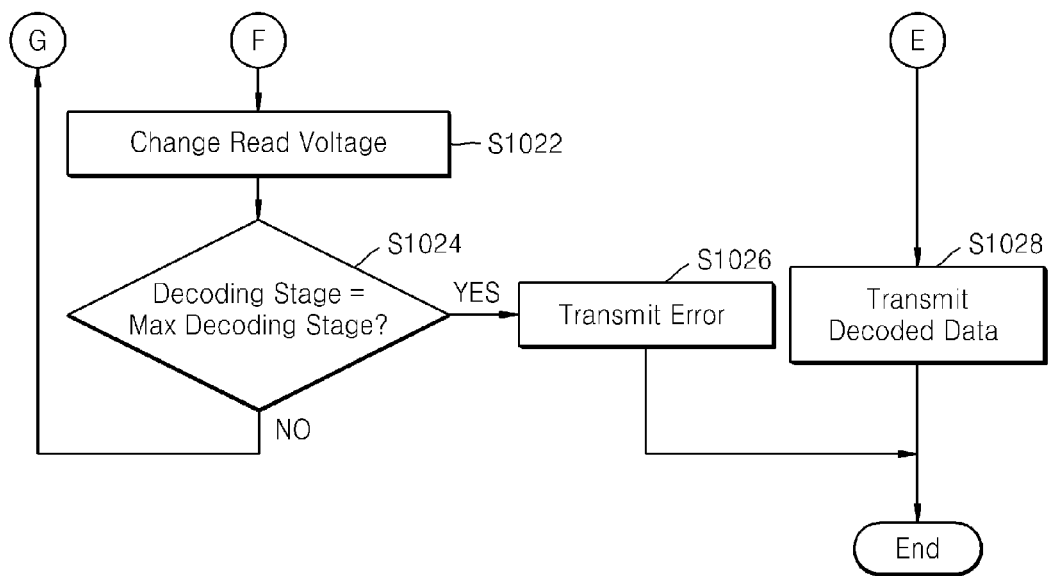 G
F
E
Change Read Voltage
S1022
S1024
Decoding Stage =
Max Decoding Stage?
YES
S1026
Transmit Error
S1028
Transmit
Decoded Data
NO
End